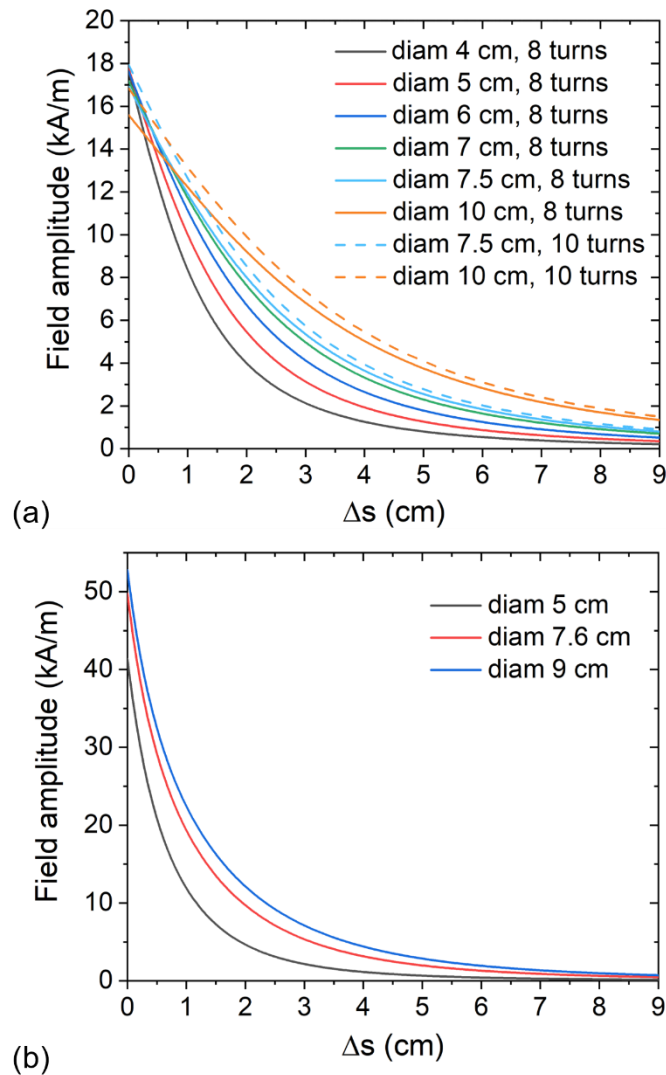 20
18
16
14
12
10
8
6
4
2
0
Field amplitude (kA/m)
diam 4 cm, 8 turns
diam 5 cm, 8 turns
diam 6 cm, 8 turns
diam 7 cm, 8 turns
diam 7.5 cm, 8 turns
diam 10 cm, 8 turns
diam 7.5 cm, 10 turns
diam 10 cm, 10 turns
0 1 2 3 4 5 6 7 8 9
Δs (cm)
(a)
50
40
30
20
10
0
Field amplitude (kA/m)
diam 5 cm
diam 7.6 cm
diam 9 cm
0 1 2 3 4 5 6 7 8 9
Δs (cm)
(b)